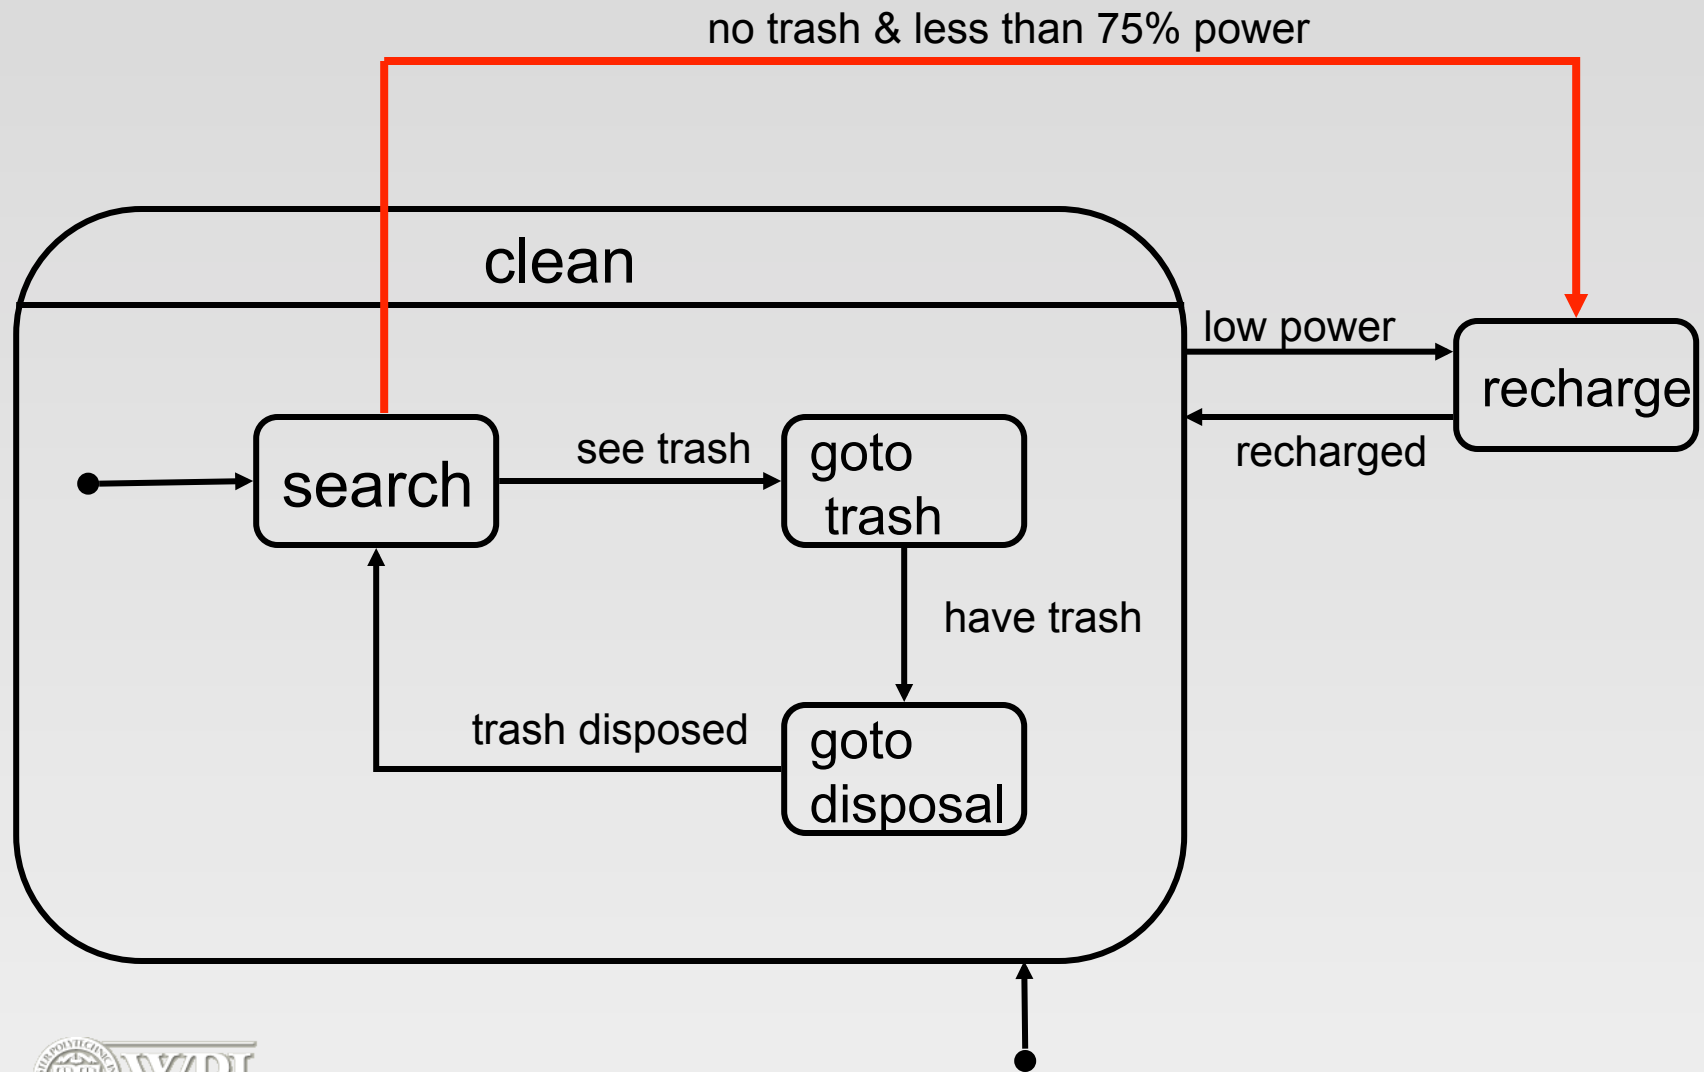 no trash & less than 75% power
clean
low power
recharge
recharged
search
see trash
goto
trash
have trash
trash disposed
goto
disposal
WPI